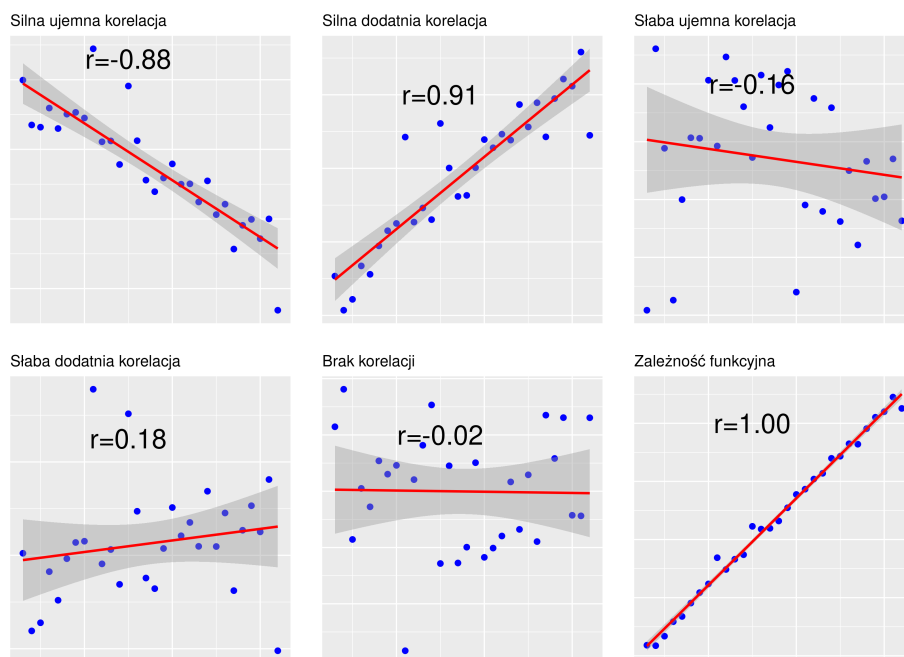 Silna ujemna korelacja
r=-0.88
Silna dodatnia korelacja
r=0.91
Słaba ujemna korelacja
r=-0.16
Słaba dodatnia korelacja
r=0.18
Brak korelacji
r=-0.02
Zależność funkcyjna
r=1.00